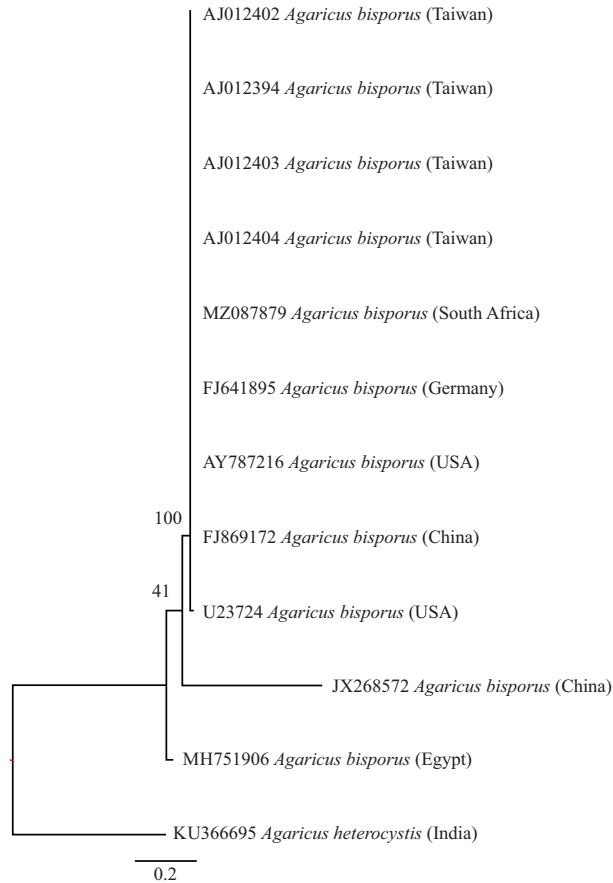 AJ012402 Agaricus bisporus (Taiwan)
AJ012394 Agaricus bisporus (Taiwan)
AJ012403 Agaricus bisporus (Taiwan)
AJ012404 Agaricus bisporus (Taiwan)
MZ087879 Agaricus bisporus (South Africa)
FJ641895 Agaricus bisporus (Germany)
AY787216 Agaricus bisporus (USA)
100
FJ869172 Agaricus bisporus (China)
41
U23724 Agaricus bisporus (USA)
JX268572 Agaricus bisporus (China)
MH751906 Agaricus bisporus (Egypt)
KU366695 Agaricus heterocystis (India)
0.2